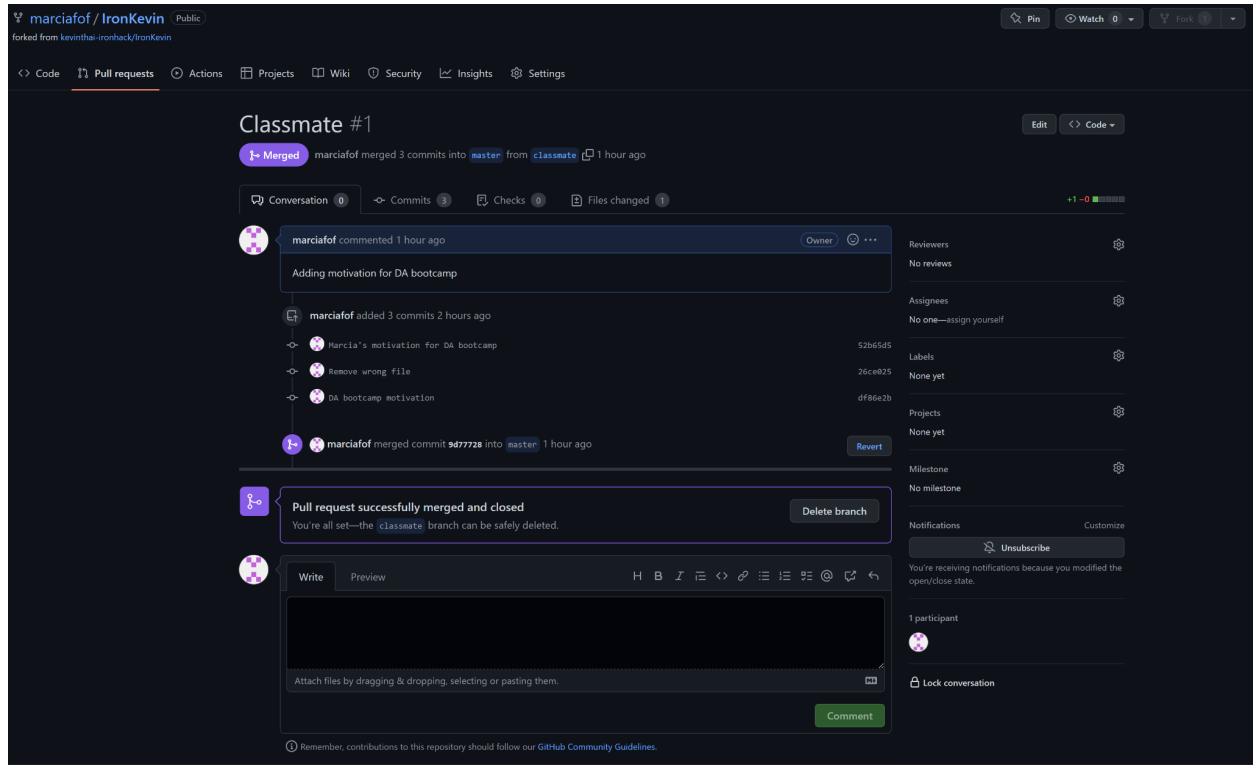 marciafof / IronKevin Public
Pin Watch 0 Fork 1
forked from kevinthai-ironhack/IronKevin
Code Pull requests Actions Projects Wiki Security Insights Settings
Classmate #1
Edit Code
Merged marciafof merged 3 commits into master from classmate 1 hour ago
Conversation 0 Commits 3 Checks 0 Files changed 1
+1 −0
marciafof commented 1 hour ago
Owner
Adding motivation for DA bootcamp
marciafof added 3 commits 2 hours ago
Marcia's motivation for DA bootcamp 52b65d5
Remove wrong file 26ce025
DA bootcamp motivation df86e2b
marciafof merged commit 9d77728 into master 1 hour ago
Revert
Pull request successfully merged and closed
You're all set—the classmate branch can be safely deleted.
Delete branch
Write Preview
H B I
Attach files by dragging & dropping, selecting or pasting them.
Comment
Remember, contributions to this repository should follow our GitHub Community Guidelines.
Reviewers
No reviews
Assignees
No one—assign yourself
Labels
None yet
Projects
None yet
Milestone
No milestone
Notifications Customize
Unsubscribe
You're receiving notifications because you modified the
open/close state.
1 participant
Lock conversation